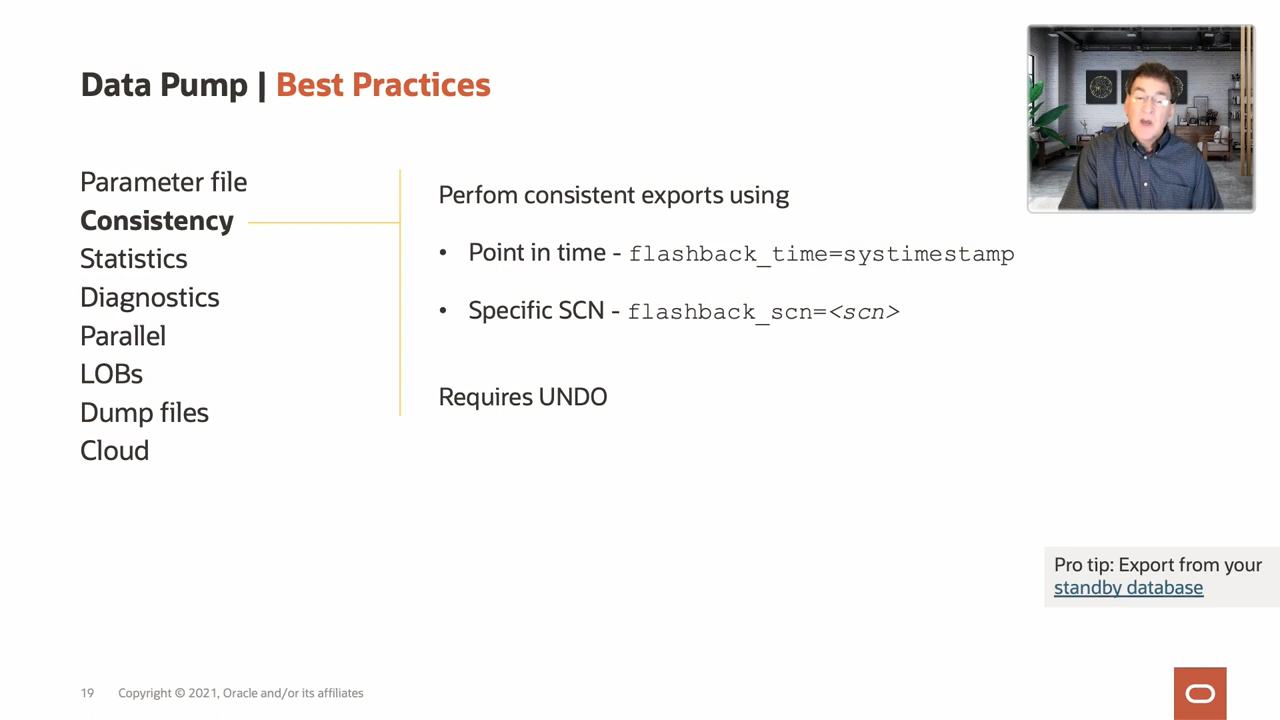 Data Pump | Best Practices
Parameter file
Consistency
Statistics
Diagnostics
Parallel
LOBs
Dump files
Cloud
Perfom consistent exports using
• Point in time - flashback_time=systimestamp
• Specific SCN - flashback_scn=<scn>
Requires UNDO
Pro tip: Export from your
standby database
19 Copyright © 2021, Oracle and/or its affiliates